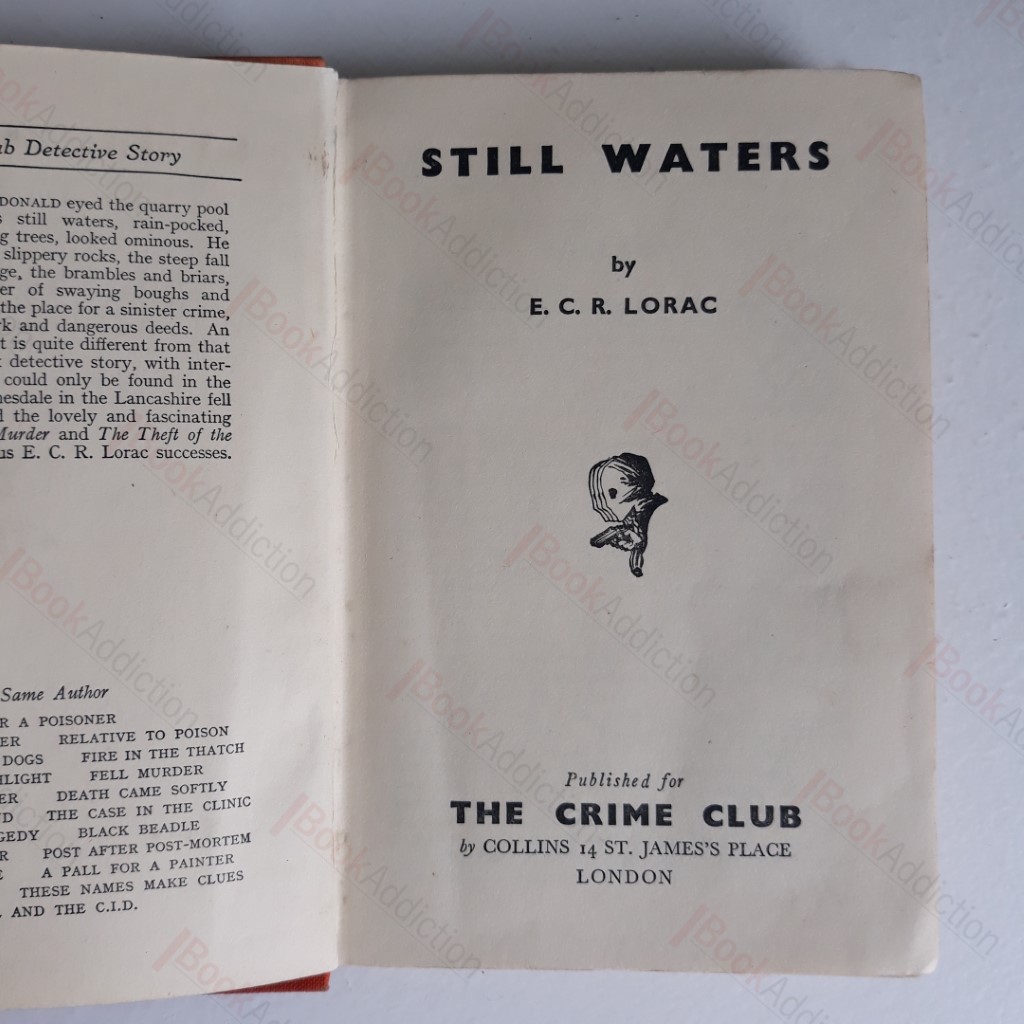 ub Detective Story
DONALD eyed the quarry pool
s still waters, rain-pocked,
g trees, looked ominous. He
slippery rocks, the steep fall
ge, the brambles and briars,
er of swaying boughs and
the place for a sinister crime,
k and dangerous deeds. An
t is quite different from that
k detective story, with inter-
could only be found in the
nesdale in the Lancashire fell
d the lovely and fascinating
Murder and The Theft of the
us E. C. R. Lorac successes.
Same Author
R A POISONER
ER RELATIVE TO POISON
DOGS FIRE IN THE THATCH
HLIGHT FELL MURDER
ER DEATH CAME SOFTLY
ND THE CASE IN THE CLINIC
GEDY BLACK BEADLE
R POST AFTER POST-MORTEM
E A PALL FOR A PAINTER
THESE NAMES MAKE CLUES
. AND THE C.I.D.
STILL WATERS
by
E. C. R. LORAC
Published for
THE CRIME CLUB
by COLLINS 14 ST. JAMES'S PLACE
LONDON
BookAddiction